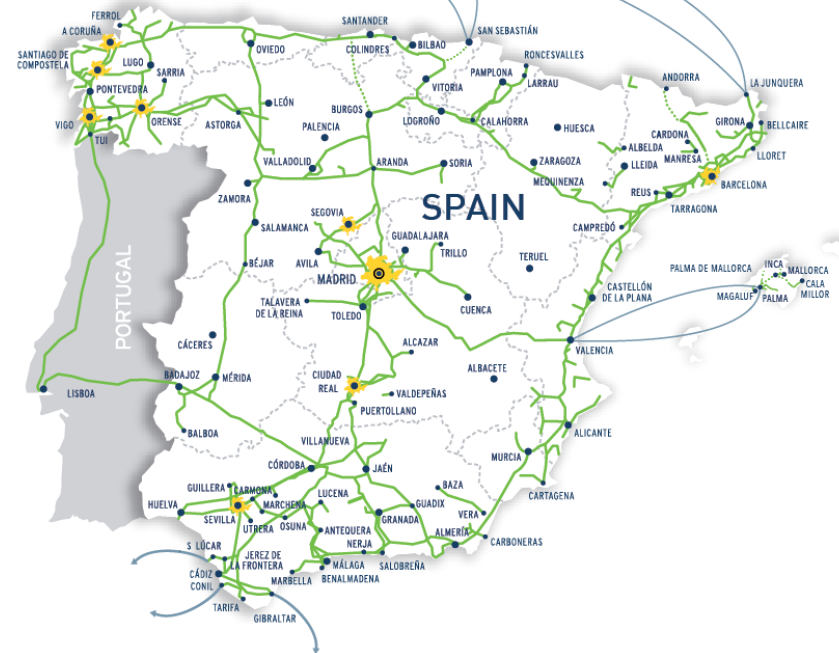 FERROL
A CORUÑA
SANTIAGO DE
COMPOSTELA
LUGO
SARRIA
PONTEVEDRA
VIGO
TUI
ORENSE
OVIEDO
LEÓN
ASTORGA
PALENCIA
VALLADOLID
ZAMORA
SANTANDER
COLINDRES
BILBAO
SAN SEBASTIÁN
VITORIA
BURGOS
LOGROÑO
PAMPLONA
RONCESVALLES
LARRAU
CALAHORRA
HUESCA
ZARAGOZA
MEQUINENZA
ANDORRA
LA JUNQUERA
GIRONA
BELLCAIRE
CARDONA
ALBELDA
LLEIDA
MANRESA
LLORET
REUS
BARCELONA
TARRAGONA
CAMPREDÓ
ARANDA
SORIA
SPAIN
SEGOVIA
SALAMANCA
GUADALAJARA
TRILLO
ÁVILA
MADRID
BÉJAR
TERUEL
PALMA DE MALLORCA
INCA
MALLORCA
CALA
MILLOR
MAGALUF
PALMA
CASTELLÓN
DE LA PLANA
PORTUGAL
TALAVERA
DE LA REINA
TOLEDO
CUENCA
VALENCIA
CÁCERES
ALCAZAR
ALBACETE
BADAJOZ
MÉRIDA
CIUDAD
REAL
VALDEPEÑAS
PUERTOLLANO
LISBOA
BALBOA
VILLANUEVA
MURCIA
ALICANTE
CÓRDOBA
JAÉN
CARTAGENA
GUILLERA
CARMONA
LUCENA
BAZA
HUELVA
MARCHENA
GUADIX
SEVILLA
UTRERA
OSUNA
GRANADA
VERA
ANTEQUERA
NERJA
ALMERÍA
CARBONERAS
S LÚCAR
JEREZ DE
LA FRONTERA
MÁLAGA
SALOBREÑA
CÁDIZ
CONIL
MARBELLA
BENALMADENA
TARIFA
GIBRALTAR